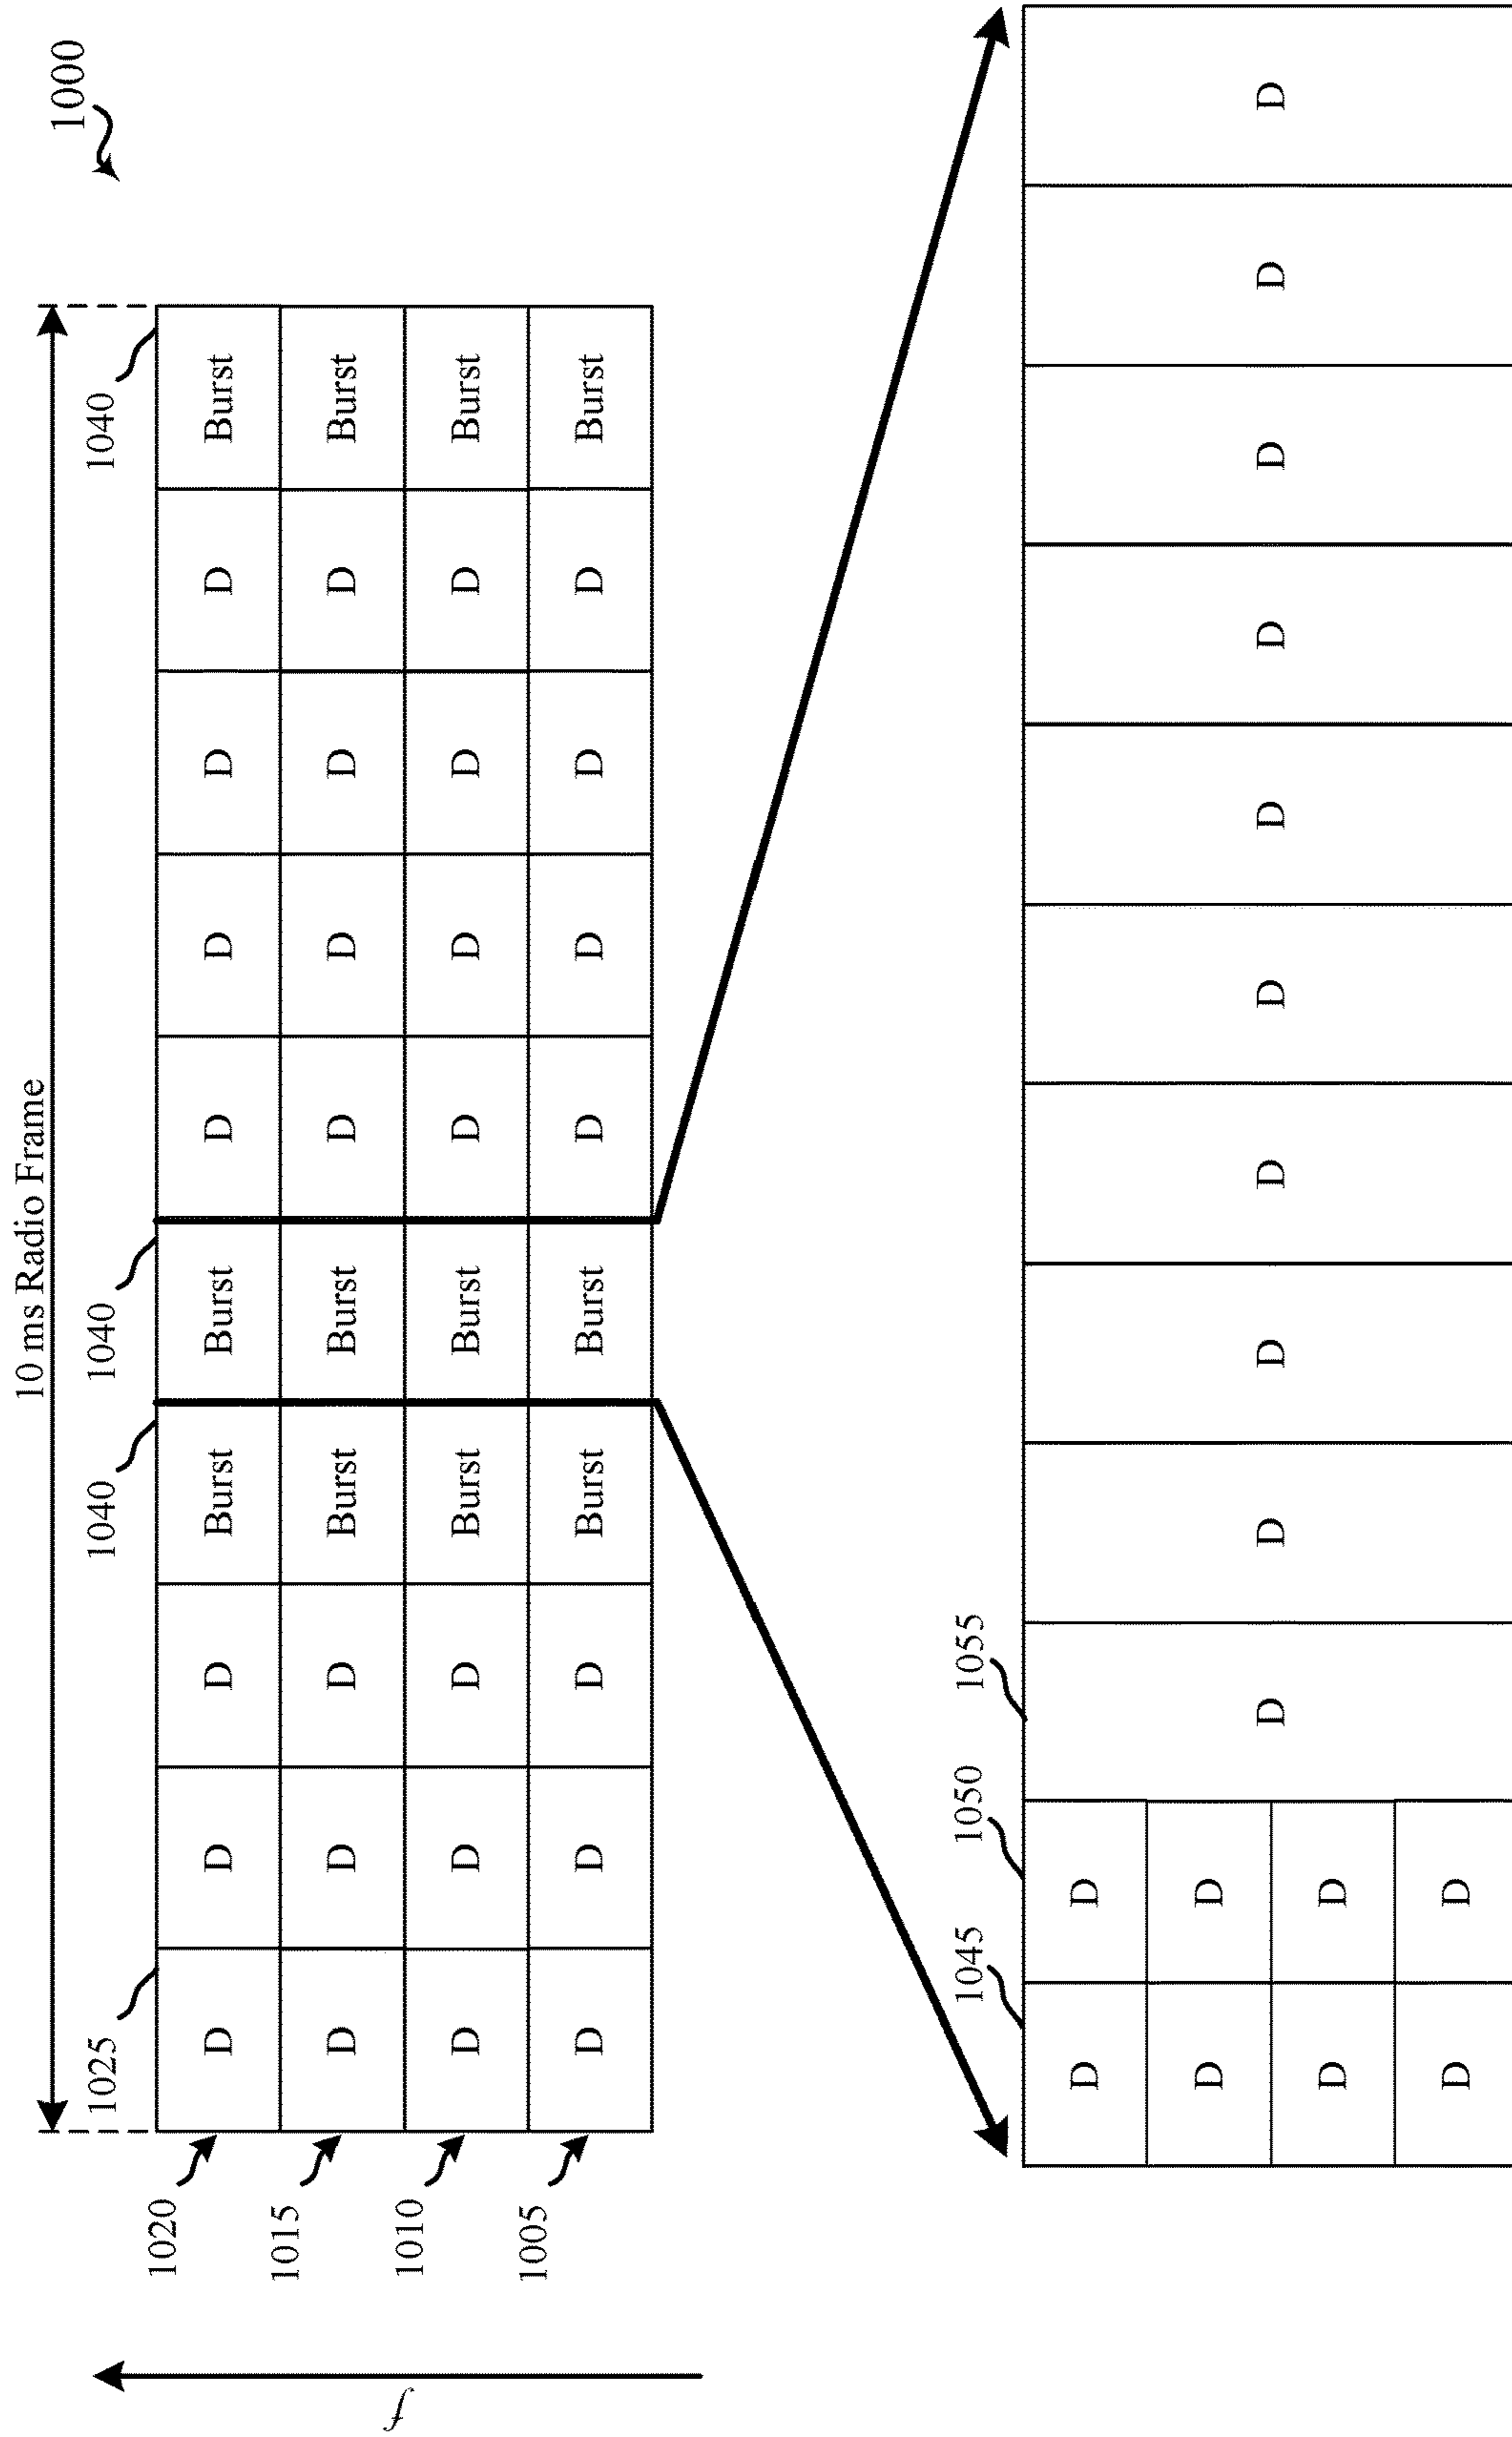 10 ms Radio Frame
1000
1025 1040 1040 1040
1020 D D D Burst Burst D D D D Burst
1015 D D D Burst Burst D D D D Burst
f
1010 D D D Burst Burst D D D D Burst
1005 D D D Burst Burst D D D D Burst
1045 1050 1055
D D
D D
D D D D D D D D D D
D D
D D